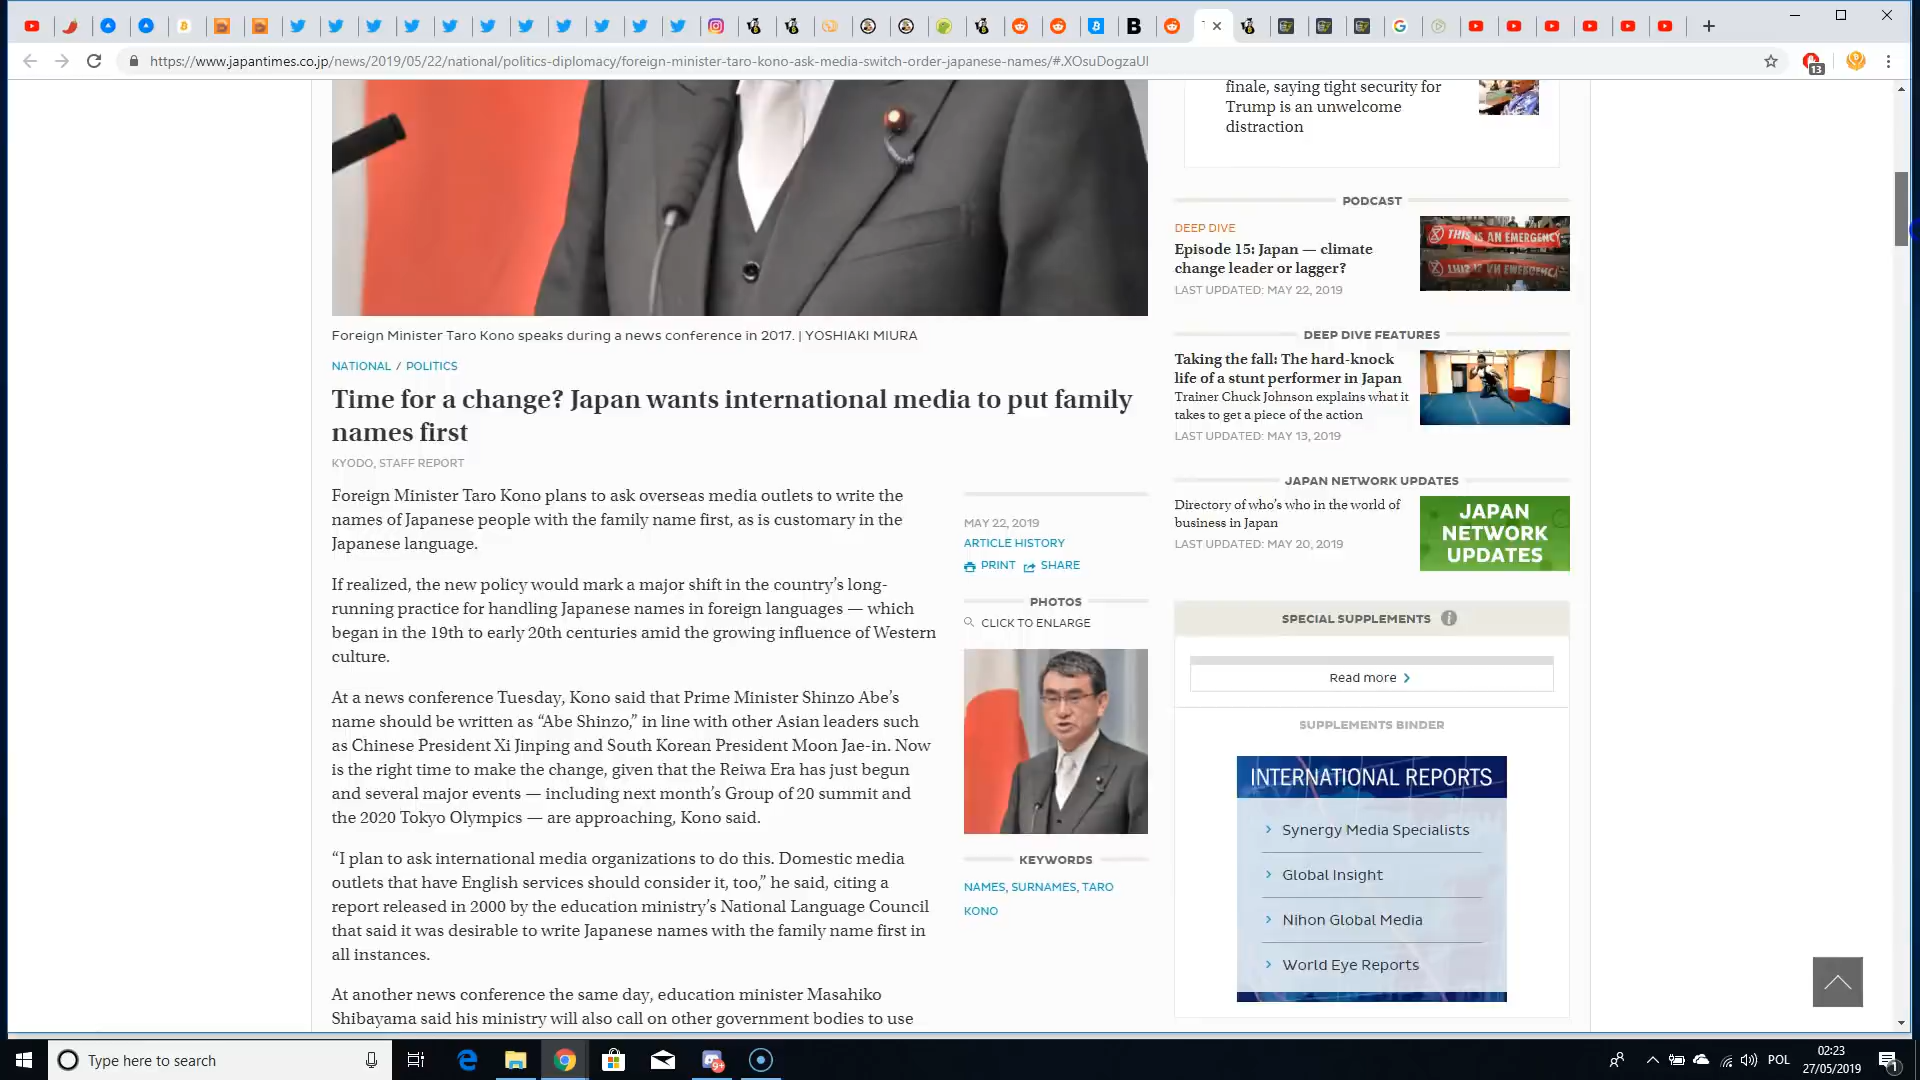 https://www.japantimes.co.jp/news/2019/05/22/national/politics-diplomacy/foreign-minister-taro-kono-ask-media-switch-order-japanese-names/#.XOsuDogzaUl
13
Foreign Minister Taro Kono speaks during a news conference in 2017. | YOSHIAKI MIURA
NATIONAL / POLITICS
Time for a change? Japan wants international media to put family
names first
KYODO, STAFF REPORT
Foreign Minister Taro Kono plans to ask overseas media outlets to write the
names of Japanese people with the family name first, as is customary in the
Japanese language.
If realized, the new policy would mark a major shift in the country's long-
running practice for handling Japanese names in foreign languages — which
began in the 19th to early 20th centuries amid the growing influence of Western
culture.
At a news conference Tuesday, Kono said that Prime Minister Shinzo Abe's
name should be written as “Abe Shinzo,” in line with other Asian leaders such
as Chinese President Xi Jinping and South Korean President Moon Jae-in. Now
is the right time to make the change, given that the Reiwa Era has just begun
and several major events — including next month's Group of 20 summit and
the 2020 Tokyo Olympics — are approaching, Kono said.
“I plan to ask international media organizations to do this. Domestic media
outlets that have English services should consider it, too,” he said, citing a
report released in 2000 by the education ministry's National Language Council
that said it was desirable to write Japanese names with the family name first in
all instances.
At another news conference the same day, education minister Masahiko
Shibayama said his ministry will also call on other government bodies to use
MAY 22, 2019
ARTICLE HISTORY
PRINT SHARE
PHOTOS
CLICK TO ENLARGE
KEYWORDS
NAMES, SURNAMES, TARO
KONO
finale, saying tight security for
Trump is an unwelcome
distraction
PODCAST
DEEP DIVE
Episode 15: Japan — climate
change leader or lagger?
LAST UPDATED: MAY 22, 2019
THIS IS AN EMERGENCY
DEEP DIVE FEATURES
Taking the fall: The hard-knock
life of a stunt performer in Japan
Trainer Chuck Johnson explains what it
takes to get a piece of the action
LAST UPDATED: MAY 13, 2019
JAPAN NETWORK UPDATES
Directory of who's who in the world of
business in Japan
LAST UPDATED: MAY 20, 2019
JAPAN
NETWORK
UPDATES
SPECIAL SUPPLEMENTS
Read more
SUPPLEMENTS BINDER
INTERNATIONAL REPORTS
Synergy Media Specialists
Global Insight
Nihon Global Media
World Eye Reports
Type here to search
9+
POL
02:23
27/05/2019
1